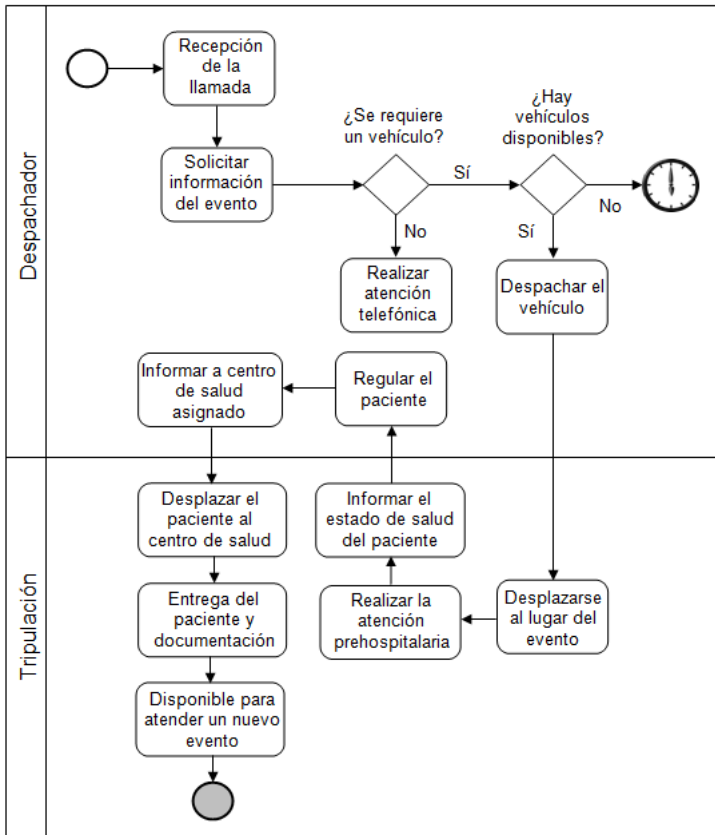 Despachador
Recepción
de la
llamada
Solicitar
información
del evento
¿Se requiere
un vehículo?
Sí
No
Realizar
atención
telefónica
¿Hay
vehículos
disponibles?
No
Sí
Despachar el
vehículo
Informar a centro
de salud
asignado
Regular el
paciente
Tripulación
Desplazar el
paciente al
centro de salud
Informar el
estado de salud
del paciente
Entrega del
paciente y
documentación
Realizar la
atención
prehospitalaria
Desplazarse
al lugar del
evento
Disponible para
atender un nuevo
evento